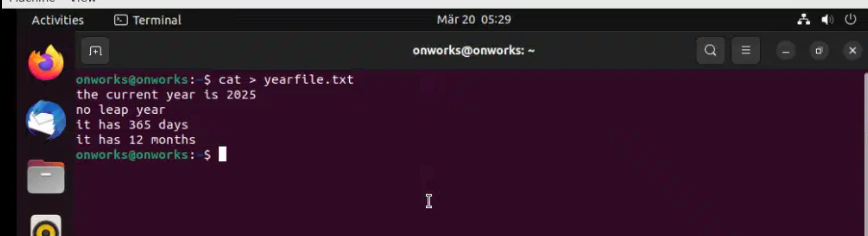 Activities Terminal Mär 20 05:29
onworks@onworks: ~
onworks@onworks:~$ cat > yearfile.txt
the current year is 2025
no leap year
it has 365 days
it has 12 months
onworks@onworks:~$